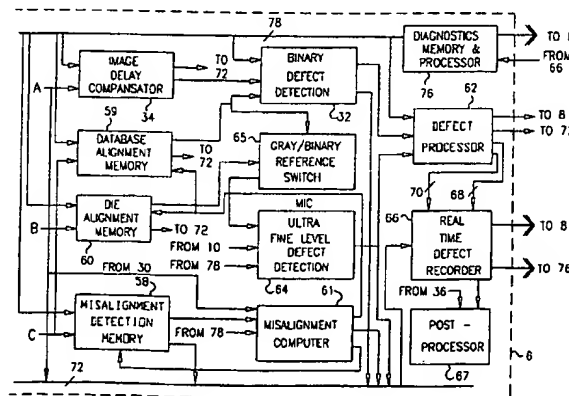 78
IMAGE
DELAY
COMPANSATOR
34
TO
72
BINARY
DEFECT
DETECTION
32
DIAGNOSTICS
MEMORY &
PROCESSOR
76
TO
FROM
66
62
A
59
DATABASE
ALIGNMENT
MEMORY
TO
72
65
GRAY/BINARY
REFERENCE
SWITCH
DEFECT
PROCESSOR
TO 8
TO 72
70
68
MIC
B
DIE
ALIGNMENT
MEMORY
60
TO 72
FROM 10
FROM 78
ULTRA
FINE LEVEL
DEFECT
DETECTION
64
66
REAL
TIME
DEFECT
RECORDER
TO 8
TO 76
FROM 30
58
C
MISALIGNMENT
DETECTION
MEMORY
FROM 78
61
MISALIGNMENT
COMPUTER
FROM 36
POST -
PROCESSOR
67
6
72